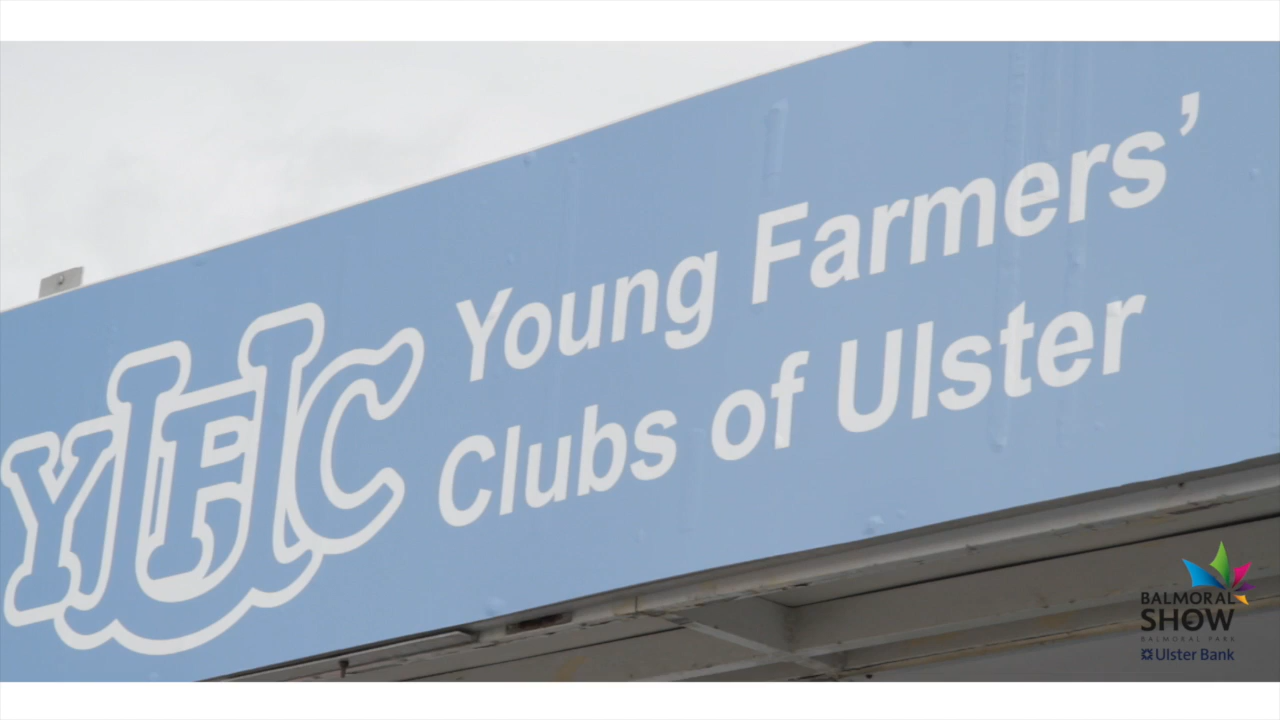 YFC
Young Farmers’
Clubs of Ulster
BALMORAL
SHOW
BALMORAL PARK
Ulster Bank